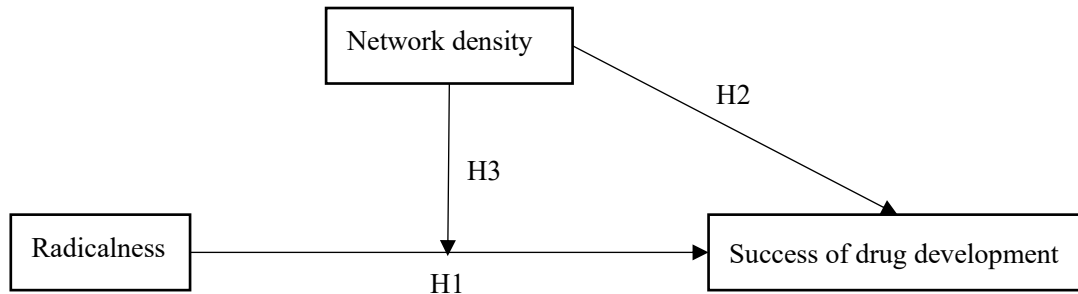 Network density
H2
H3
Radicalness
Success of drug development
H1